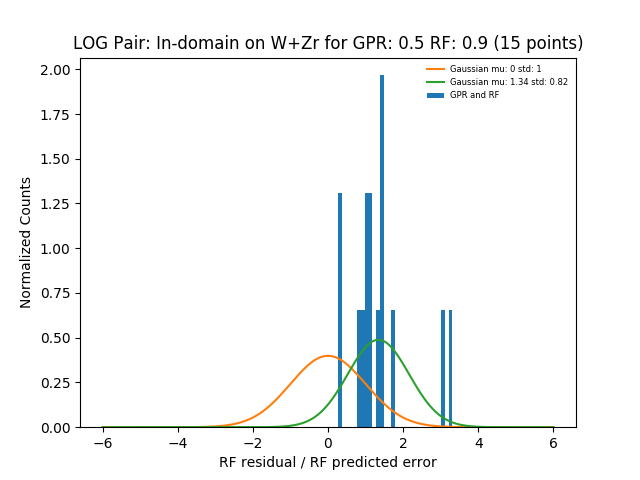 LOG Pair: In-domain on W+Zr for GPR: 0.5 RF: 0.9 (15 points)
Gaussian mu: 0 std: 1
Gaussian mu: 1.34 std: 0.82
GPR and RF
Normalized Counts
2.00
1.75
1.50
1.25
1.00
0.75
0.50
0.25
0.00
−6 −4 −2 0 2 4 6
RF residual / RF predicted error